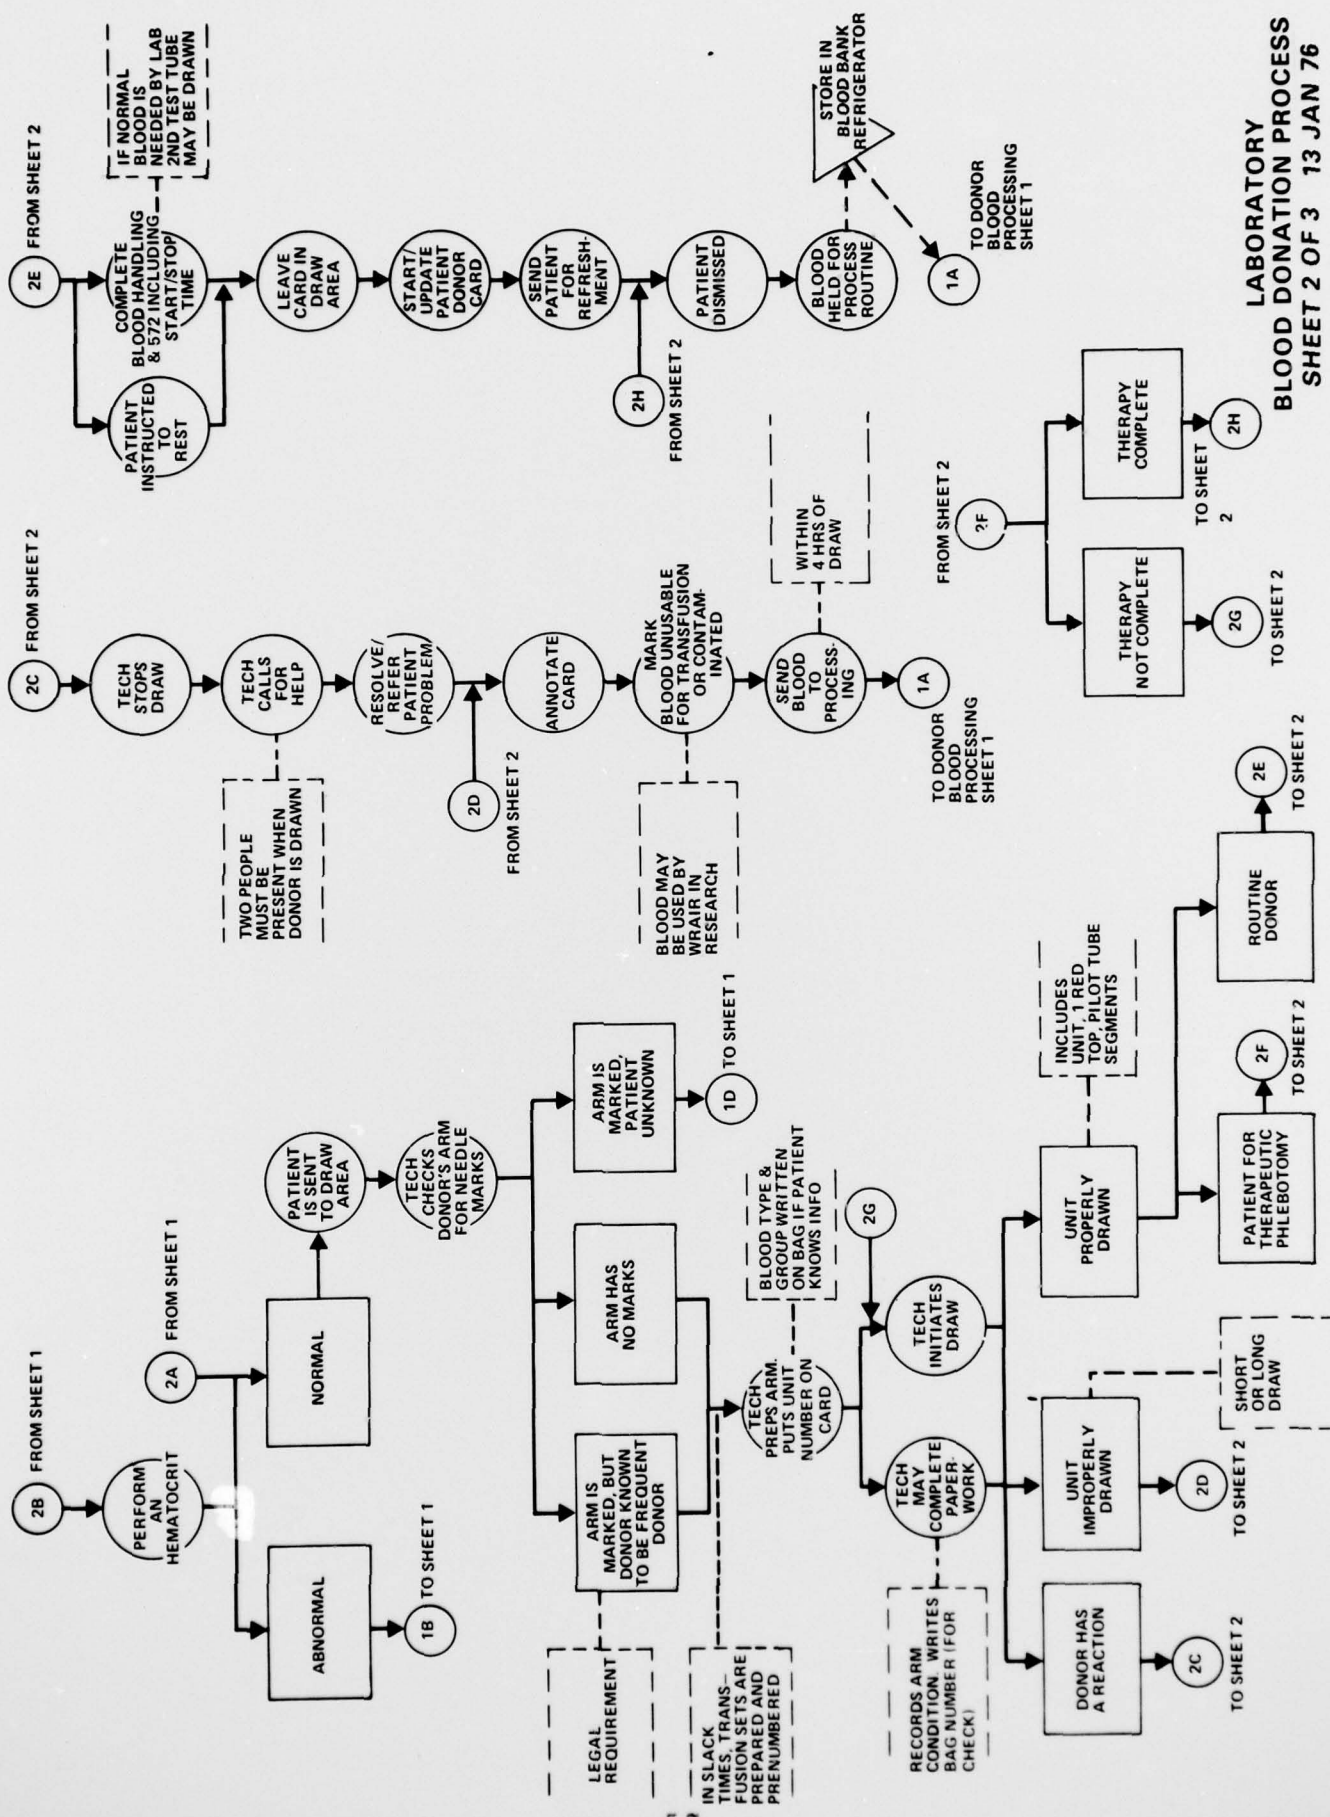 2B
FROM SHEET 1
PERFORM
AN
HEMATOCRIT
2A
FROM SHEET 1
ABNORMAL
NORMAL
1B
TO SHEET 1
PATIENT
IS SENT
TO DRAW
AREA
TECH
CHECKS
DONOR'S ARM
FOR NEEDLE
MARKS
LEGAL
REQUIREMENT
ARM IS
MARKED, BUT
DONOR KNOWN
TO BE FREQUENT
DONOR
ARM HAS
NO MARKS
ARM IS
MARKED,
PATIENT
UNKNOWN
1D
TO SHEET 1
IN SLACK
TIMES, TRANS-
FUSION SETS ARE
PREPARED AND
PRENUMBERED
TECH
PREPS ARM.
PUTS UNIT
NUMBER ON
CARD
BLOOD TYPE &
GROUP WRITTEN
ON BAG IF PATIENT
KNOWS INFO
2G
RECORDS ARM
CONDITION. WRITES
BAG NUMBER (FOR
CHECK)
TECH
MAY
COMPLETE
PAPER-
WORK
TECH
INITIATES
DRAW
DONOR HAS
A REACTION
UNIT
IMPROPERLY
DRAWN
UNIT
PROPERLY
DRAWN
INCLUDES
UNIT, 1 RED
TOP, PILOT TUBE
SEGMENTS
2C
TO SHEET 2
2D
TO SHEET 2
SHORT
OR LONG
DRAW
PATIENT FOR
THERAPEUTIC
PHLEBOTOMY
2F
TO SHEET 2
ROUTINE
DONOR
2E
TO SHEET 2
2C
FROM SHEET 2
TECH
STOPS
DRAW
TWO PEOPLE
MUST BE
PRESENT WHEN
DONOR IS DRAWN
TECH
CALLS
FOR
HELP
RESOLVE/
REFER
PATIENT
PROBLEM
2D
FROM SHEET 2
ANNOTATE
CARD
BLOOD MAY
BE USED BY
WRAIR IN
RESEARCH
MARK
BLOOD UNUSABLE
FOR TRANSFUSION
OR CONTAM-
INATED
SEND
BLOOD
TO
PROCESS-
ING
WITHIN
4 HRS OF
DRAW
1A
TO DONOR
BLOOD
PROCESSING
SHEET 1
2E
FROM SHEET 2
PATIENT
INSTRUCTED
TO
REST
COMPLETE
BLOOD HANDLING
& 572 INCLUDING
START/STOP
TIME
IF NORMAL
BLOOD IS
NEEDED BY LAB
2ND TEST TUBE
MAY BE DRAWN
LEAVE
CARD IN
DRAW
AREA
START/
UPDATE
PATIENT
DONOR
CARD
SEND
PATIENT
FOR
REFRESH-
MENT
2H
FROM SHEET 2
PATIENT
DISMISSED
BLOOD
HELD FOR
PROCESS
ROUTINE
STORE IN
BLOOD BANK
REFRIGERATOR
1A
TO DONOR
BLOOD
PROCESSING
SHEET 1
FROM SHEET 2
2F
THERAPY
NOT COMPLETE
THERAPY
COMPLETE
2G
TO SHEET 2
TO SHEET
2
2H
LABORATORY
BLOOD DONATION PROCESS
SHEET 2 OF 3 13 JAN 76